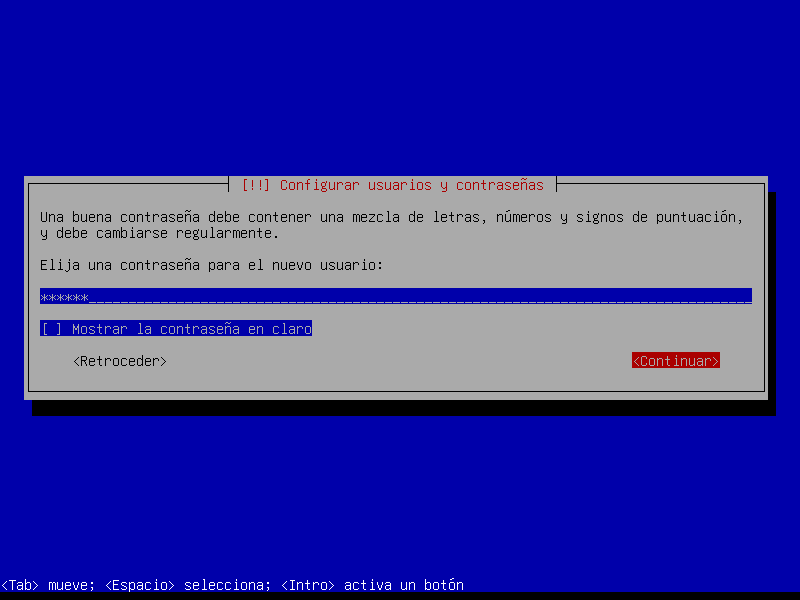 [!!] Configurar usuarios y contraseñas
Una buena contraseña debe contener una mezcla de letras, números y signos de puntuación,
y debe cambiarse regularmente.
Elija una contraseña para el nuevo usuario:
******
[ ] Mostrar la contraseña en claro
<Retroceder> <Continuar>
<Tab> mueve; <Espacio> selecciona; <Intro> activa un botón